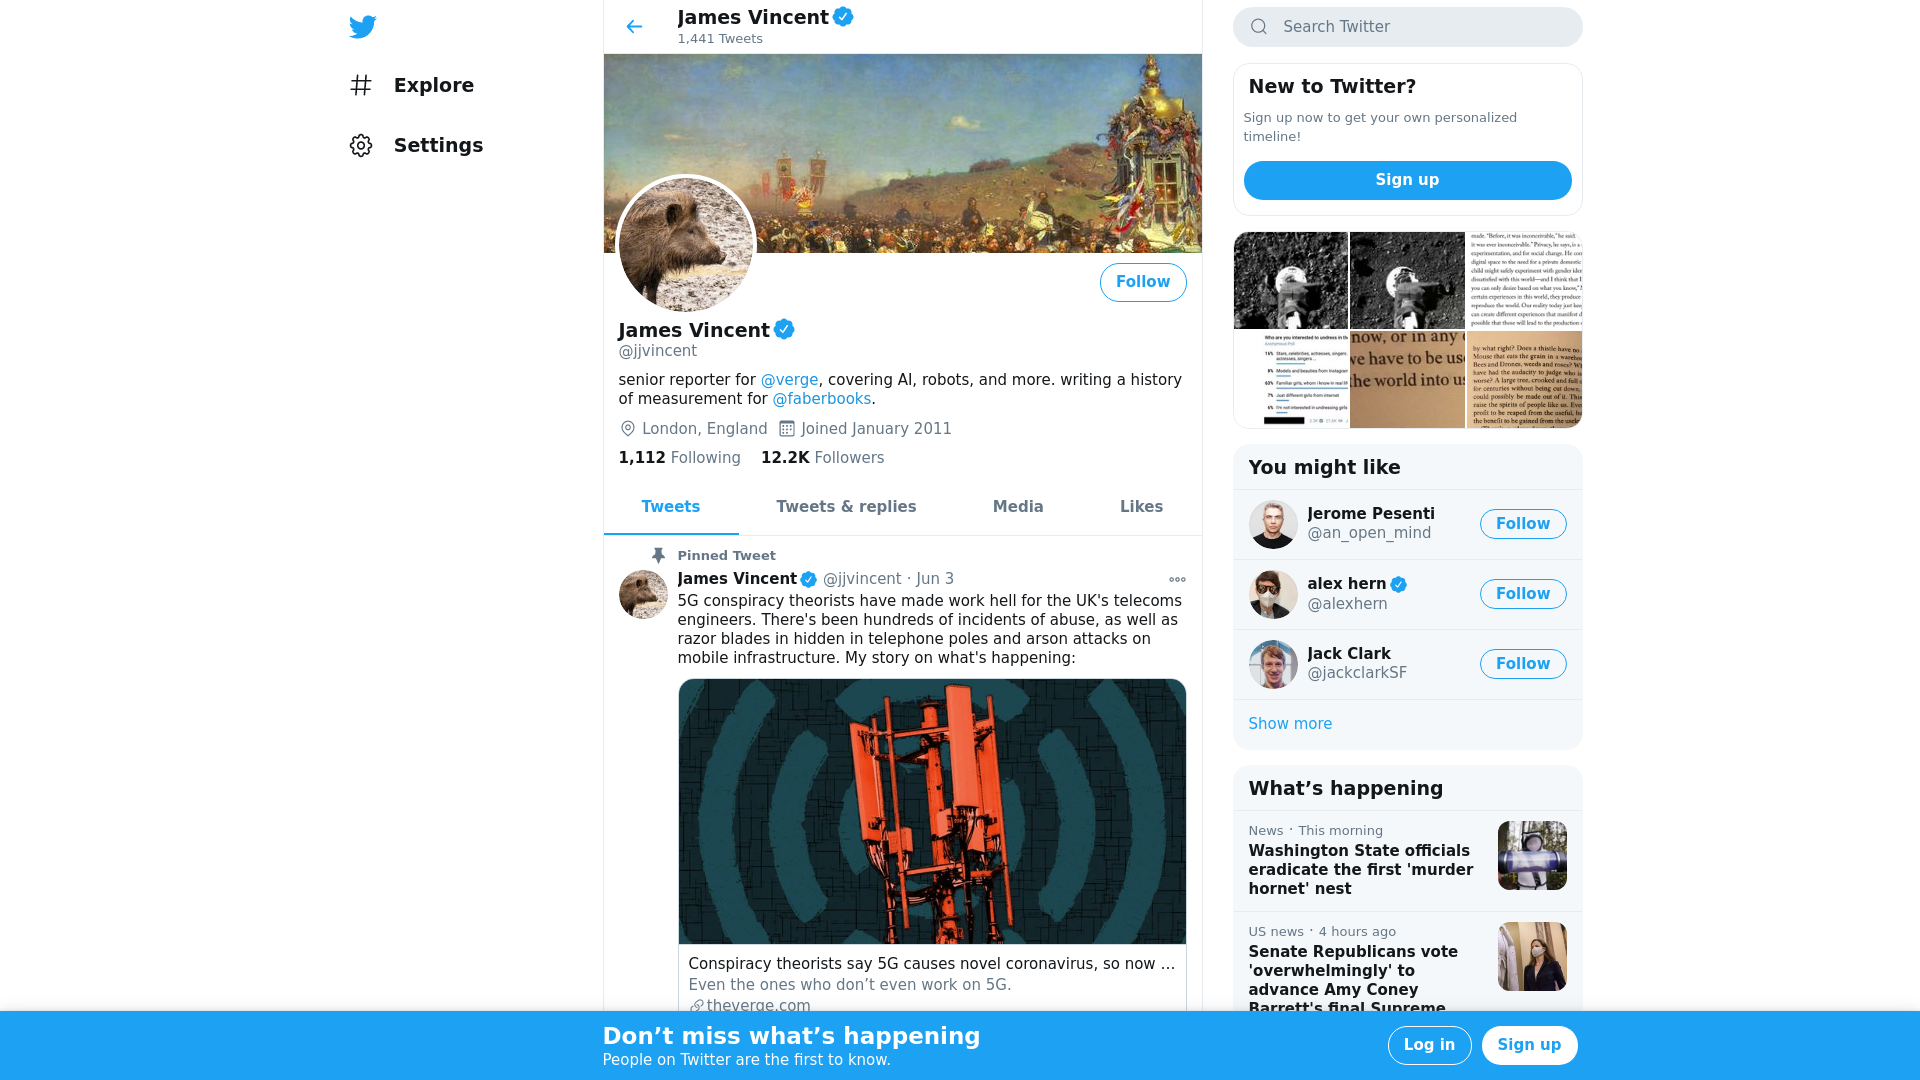 James Vincent
1,441 Tweets
Search Twitter
Explore
Settings
New to Twitter?
Sign up now to get your own personalized
timeline!
Sign up
Follow
James Vincent
@jjvincent
senior reporter for @verge, covering AI, robots, and more. writing a history
of measurement for @faberbooks.
London, England Joined January 2011
1,112 Following 12.2K Followers
Tweets Tweets & replies Media Likes
Pinned Tweet
James Vincent @jjvincent · Jun 3
5G conspiracy theorists have made work hell for the UK's telecoms
engineers. There's been hundreds of incidents of abuse, as well as
razor blades in hidden in telephone poles and arson attacks on
mobile infrastructure. My story on what's happening:
Conspiracy theorists say 5G causes novel coronavirus, so now …
Even the ones who don’t even work on 5G.
theverge.com
made. "Before, it was inconceivable," he said.
now, or in any
we have to be us
the world into us
You might like
Jerome Pesenti
@an_open_mind
Follow
alex hern
@alexhern
Follow
Jack Clark
@jackclarkSF
Follow
Show more
What’s happening
News · This morning
Washington State officials
eradicate the first 'murder
hornet' nest
US news · 4 hours ago
Senate Republicans vote
'overwhelmingly' to
advance Amy Coney
Barrett's final Supreme
Don’t miss what’s happening
People on Twitter are the first to know.
Log in
Sign up